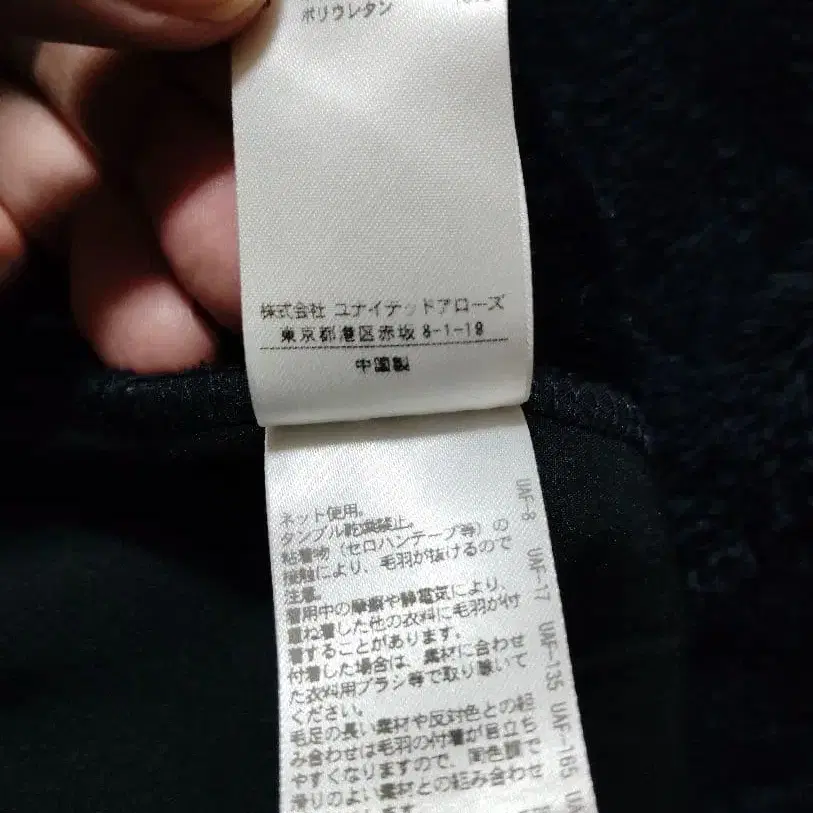 ポリウレタン
株式会社 ユナイテッドアローズ
東京都港区赤坂 8-1-19
中国製
ネット使用。
タンブル乾燥禁止。
粘着物（セロハンテープ等）の
接触により、毛羽が抜けるので
注意。
着用中の摩擦や静電気により、
重ね着した他の衣料に毛羽が付
着することがあります。
付着した場合は、素材に合わせ
た衣料用ブラシ等で取り除いて
ください。
毛足の長い素材や反対色との組
み合わせは毛羽の付着が目立ち
やすくなりますので、同色調で
滑りのよい素材との組み合わせ
UAF-8 UAF-17 UAF-135 UAF-165